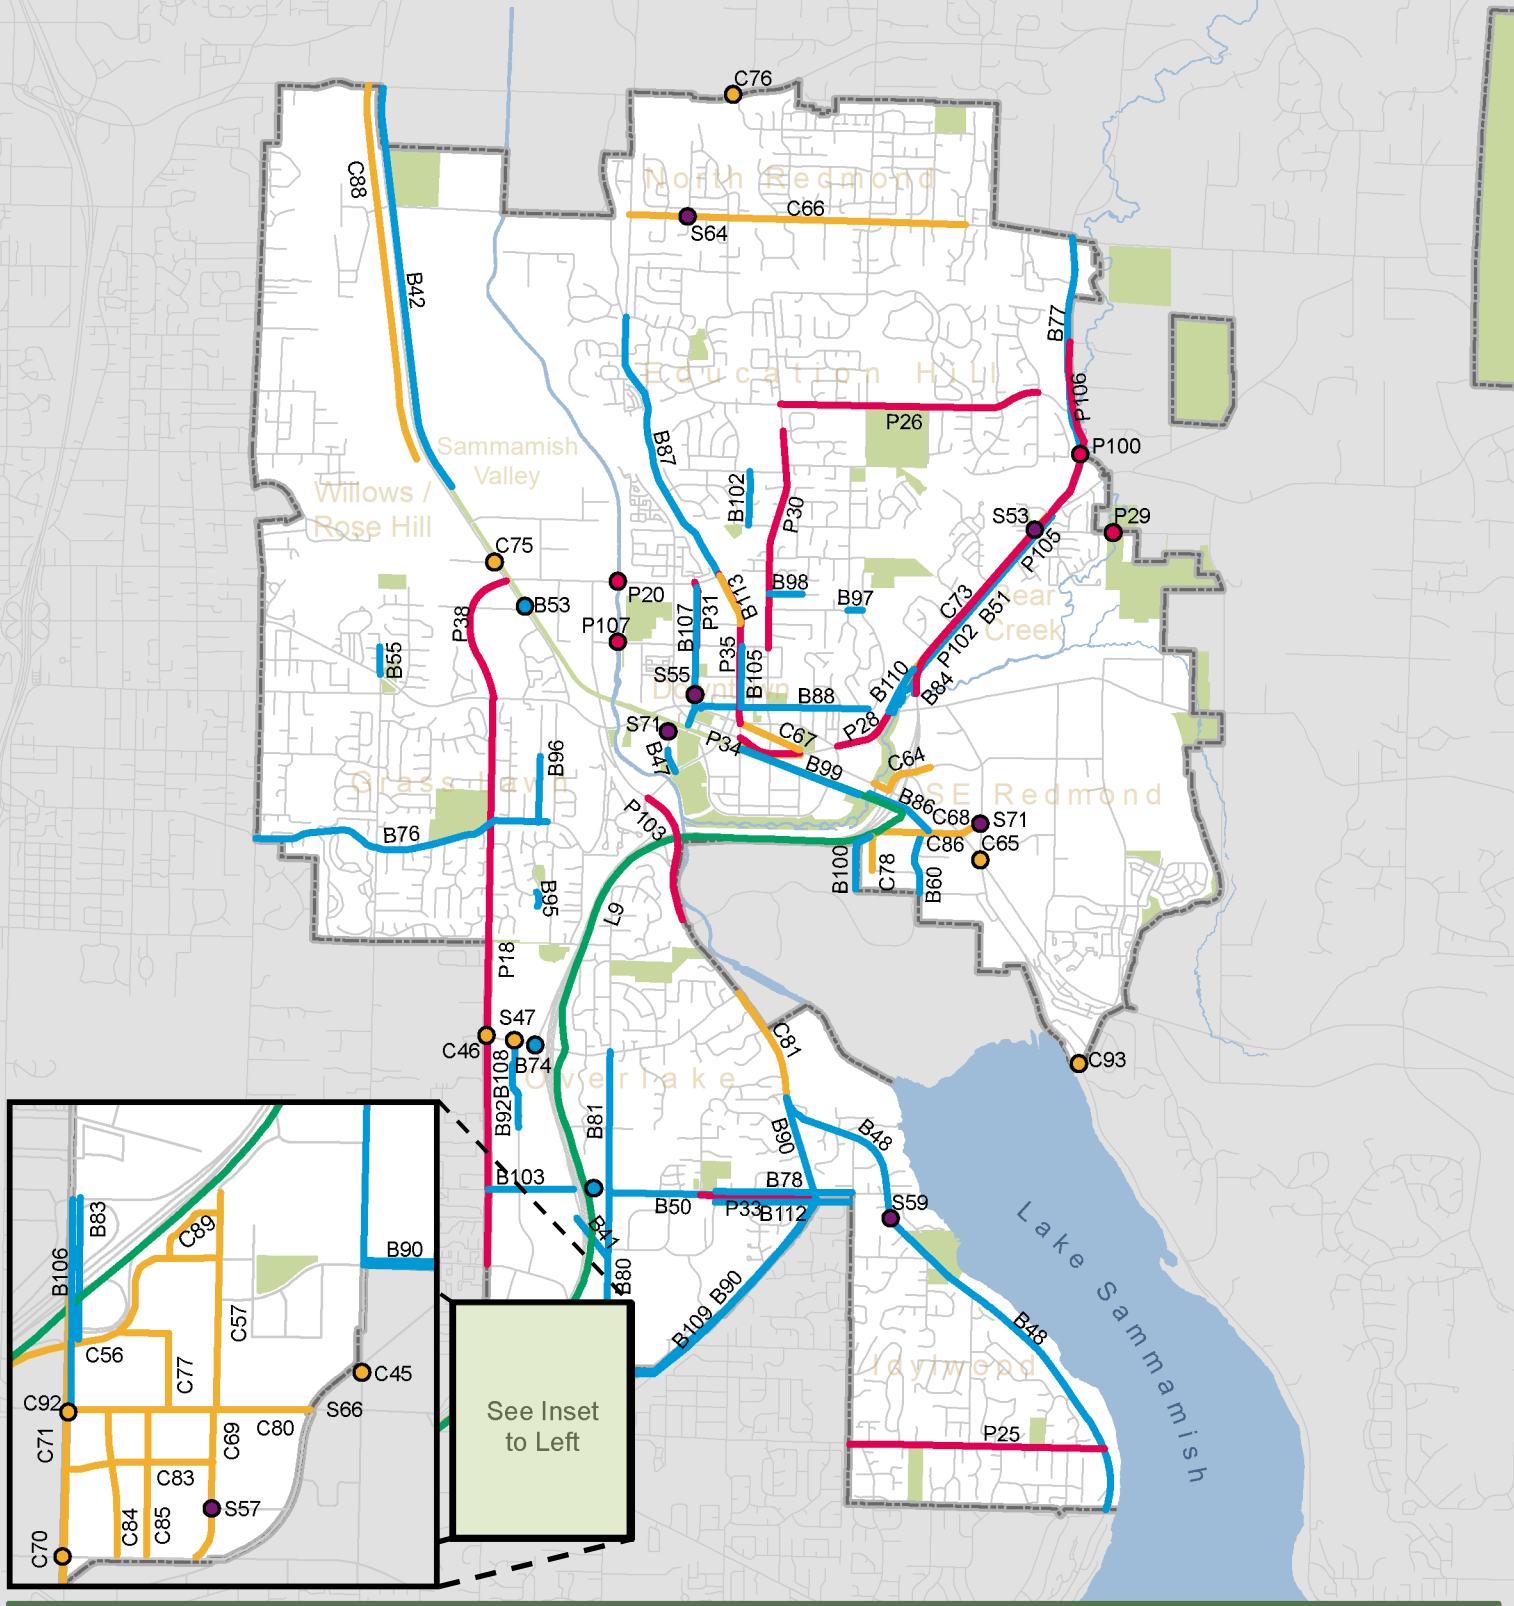 C76
C88
North Redmond
C66
S64
B42
B77
Education Hill
P106
P26
B87
Sammamish
Valley
P100
Willows /
Rose Hill
B102
P30
S53
P29
C75
P105
P20
B13
B98
B97
C73
B51
Bear
Creek
B53
P107
P38
B107
P31
P102
B55
P35
B105
S55
Downtown
B88
B110
B84
S71
P34
C67
P28
B47
B99
C64
B96
Grass Lawn
SE Redmond
B86
C68
S71
P103
B76
C86
C65
B100
C78
B60
B95
L9
P18
S47
C46
B74
C81
C93
B108
Overlake
B92
B81
B90
B48
B103
B78
B50
P33
B112
S59
B41
B83
C89
B106
B90
B80
B109
B90
Lake Sammamish
C57
B48
C56
C77
C45
Idylwood
C92
S66
See Inset
to Left
C71
C69
C80
P25
C83
S57
C84
C85
C70